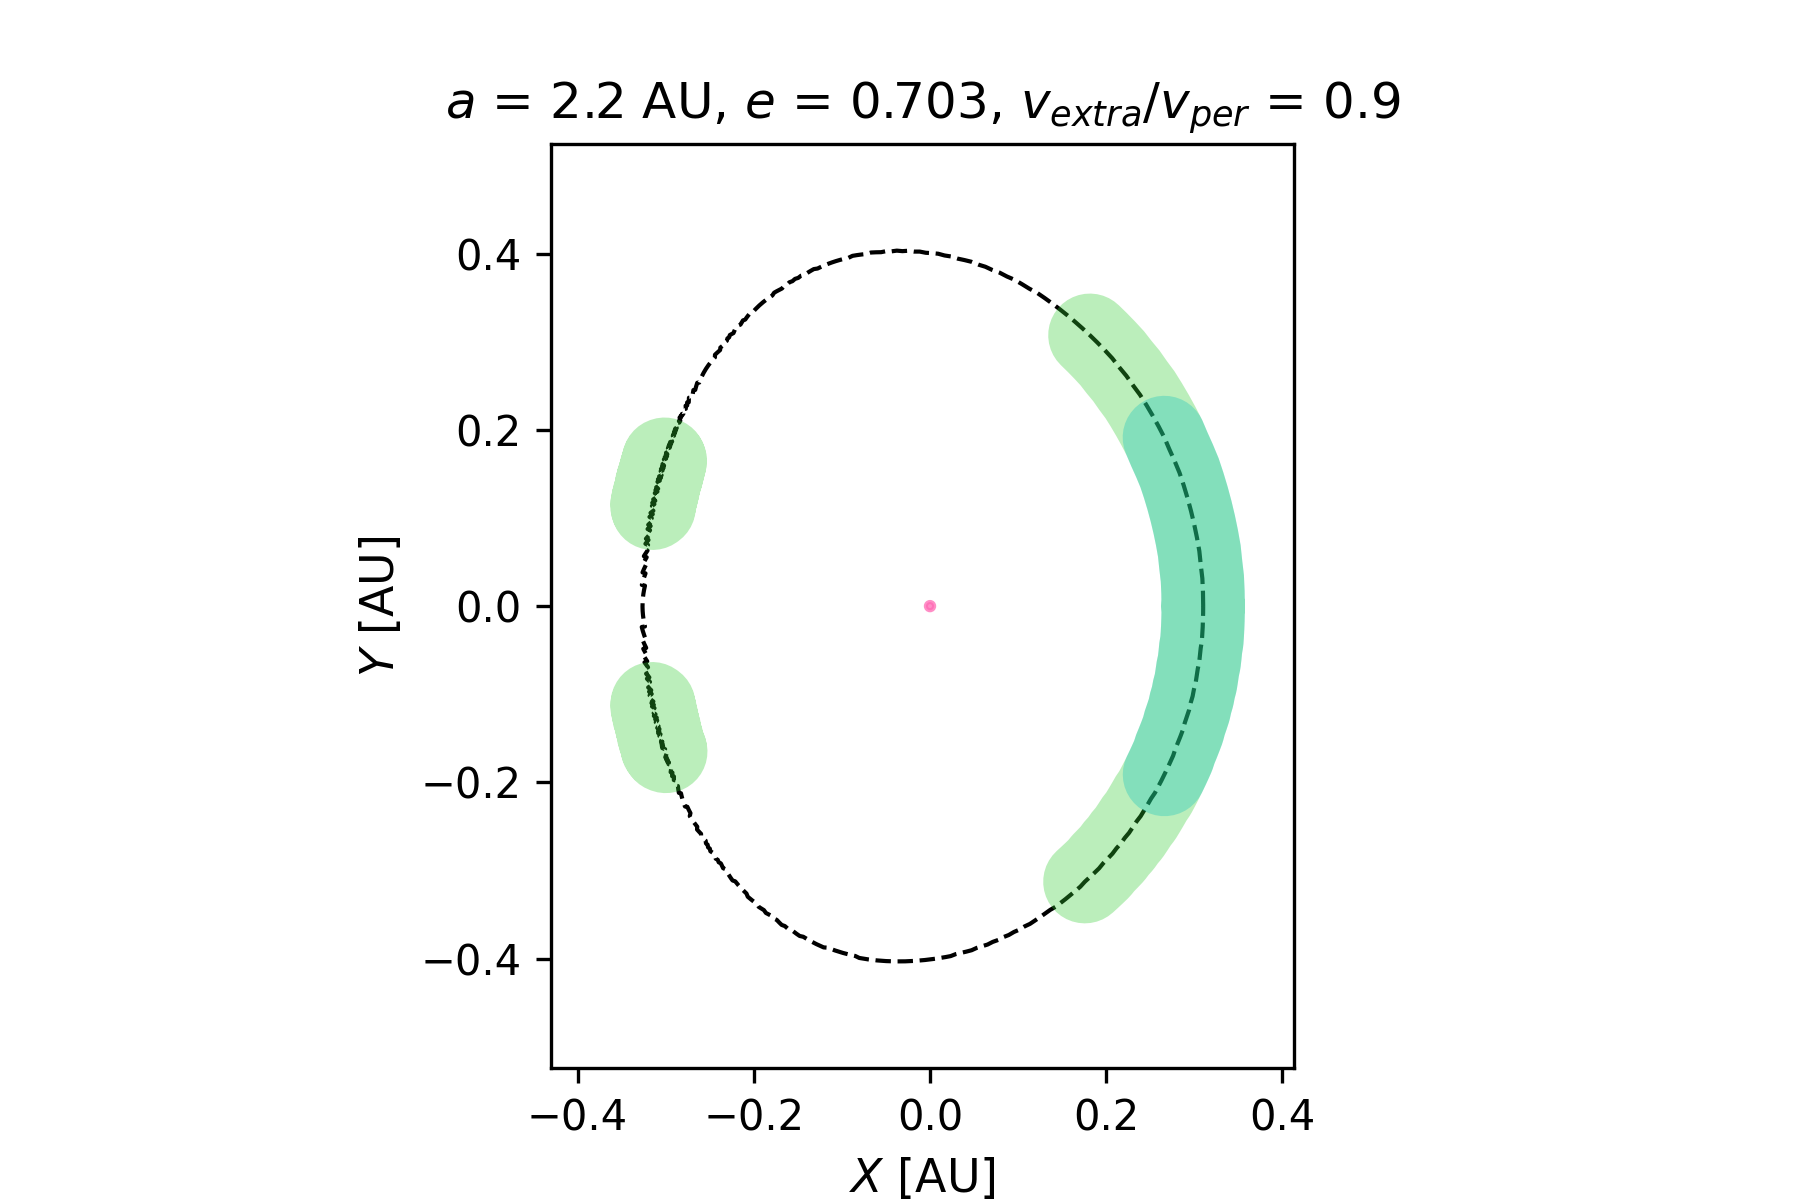 a = 2.2 AU, e = 0.703, v_extra/v_per = 0.9
0.4
0.2
0.0
−0.2
−0.4
Y [AU]
−0.4 −0.2 0.0 0.2 0.4
X [AU]